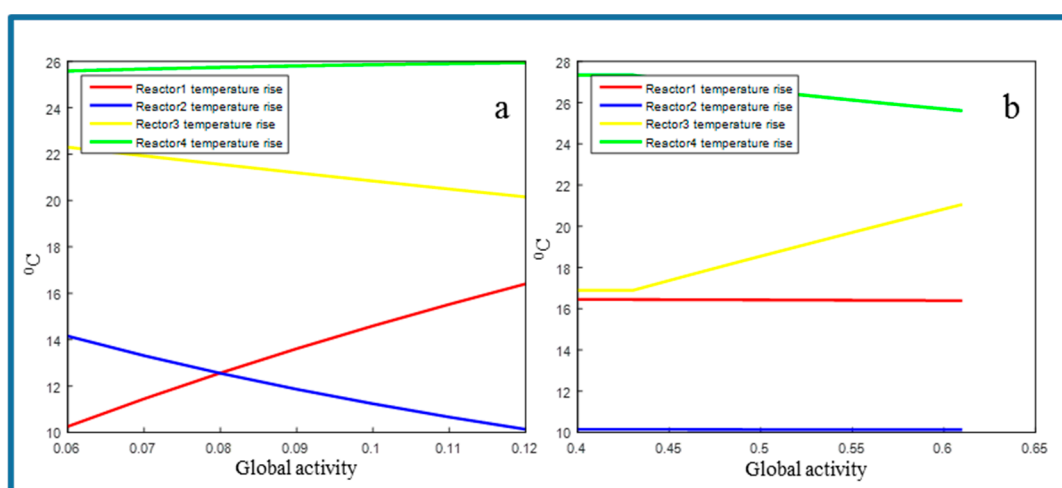 26
24
22
20
18
16
14
12
10
0.06
0.07
0.08
0.09
0.1
0.11
0.12
Reactor1 temperature rise
Reactor2 temperature rise
Rector3 temperature rise
Reactor4 temperature rise
a
⁰C
Global activity
28
26
24
22
20
18
16
14
12
10
0.4
0.45
0.5
0.55
0.6
0.65
Reactor1 temperature rise
Reactor2 temperature rise
Rector3 temperature rise
Reactor4 temperature rise
b
⁰C
Global activity